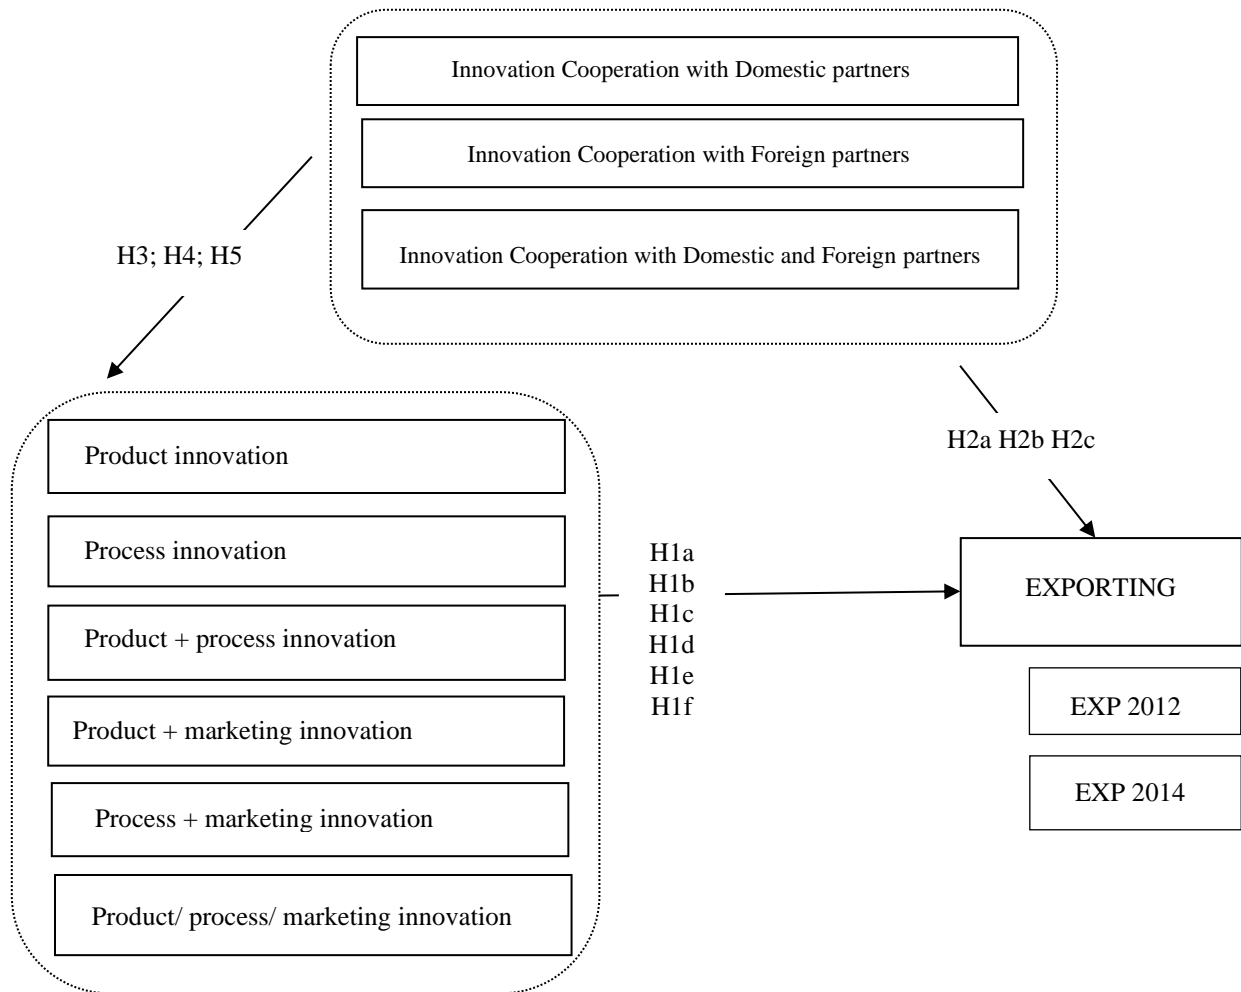 Innovation Cooperation with Domestic partners
Innovation Cooperation with Foreign partners
Innovation Cooperation with Domestic and Foreign partners
H3; H4; H5
H2a H2b H2c
Product innovation
Process innovation
Product + process innovation
Product + marketing innovation
Process + marketing innovation
Product/ process/ marketing innovation
H1a
H1b
H1c
H1d
H1e
H1f
EXPORTING
EXP 2012
EXP 2014